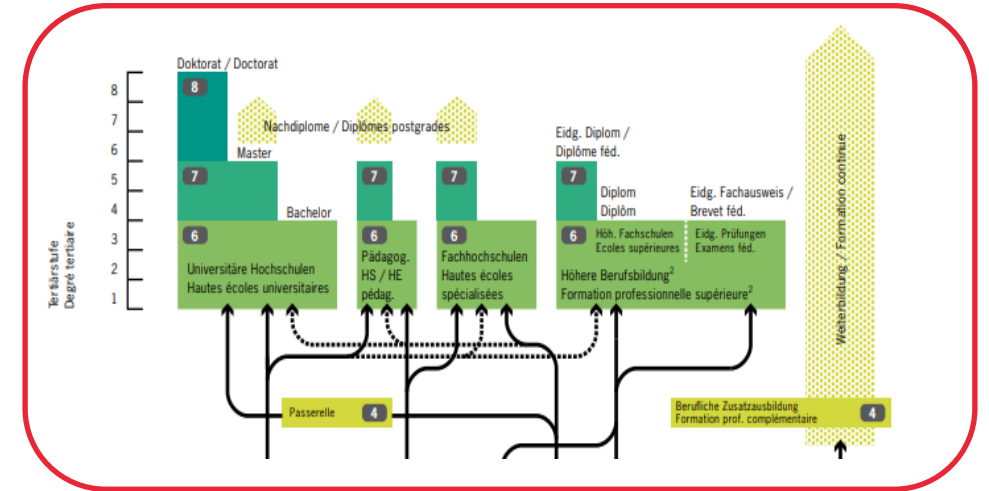 Doktorat / Doctorat
8
8
7
Nachdiplome / Diplômes postgrades
Eidg. Diplom /
Diplôme féd.
6
Master
7
7
7
7
5
Diplom
Diplôm
Eidg. Fachausweis /
Brevet féd.
4
Bachelor
6
6
6
6
Höh. Fachschulen
Ecoles supérieures
Eidg. Prüfungen
Examens féd.
3
Universitäre Hochschulen
Hautes écoles universitaires
Pädagog.
HS / HE
pédag.
Fachhochschulen
Hautes écoles
spécialisées
Höhere Berufsbildung²
Formation professionnelle supérieure²
2
1
Tertiärstufe
Degré tertiaire
Weiterbildung / Formation continue
Passerelle
4
Berufliche Zusatzausbildung
Formation prof. complémentaire
4